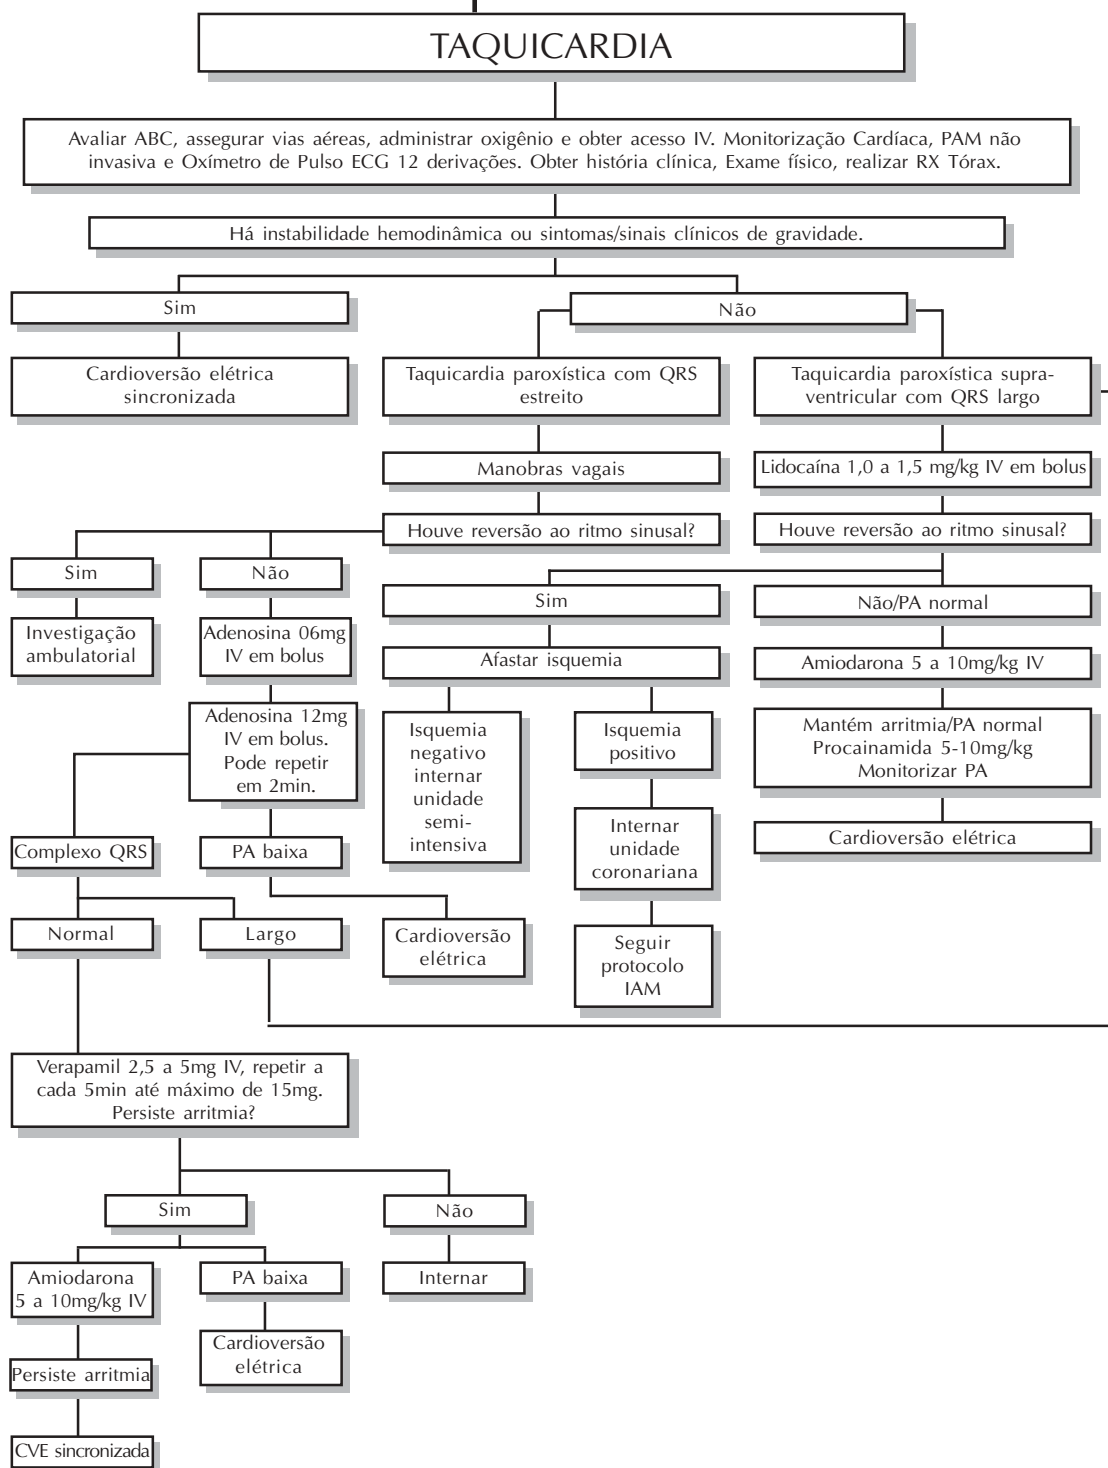 TAQUICARDIA
Avaliar ABC, assegurar vias aéreas, administrar oxigênio e obter acesso IV. Monitorização Cardíaca, PAM não
invasiva e Oxímetro de Pulso ECG 12 derivações. Obter história clínica, Exame físico, realizar RX Tórax.
Há instabilidade hemodinâmica ou sintomas/sinais clínicos de gravidade.
Sim
Não
Cardioversão elétrica
sincronizada
Taquicardia paroxística com QRS
estreito
Taquicardia paroxística supra-
ventricular com QRS largo
Manobras vagais
Lidocaína 1,0 a 1,5 mg/kg IV em bolus
Houve reversão ao ritmo sinusal?
Houve reversão ao ritmo sinusal?
Sim
Não
Sim
Não/PA normal
Investigação
ambulatorial
Adenosina 06mg
IV em bolus
Afastar isquemia
Amiodarona 5 a 10mg/kg IV
Adenosina 12mg
IV em bolus.
Pode repetir
em 2min.
Isquemia
negativo
internar
unidade
semi-
intensiva
Isquemia
positivo
Mantém arritmia/PA normal
Procainamida 5-10mg/kg
Monitorizar PA
Complexo QRS
PA baixa
Internar
unidade
coronariana
Cardioversão elétrica
Normal
Largo
Cardioversão
elétrica
Seguir
protocolo
IAM
Verapamil 2,5 a 5mg IV, repetir a
cada 5min até máximo de 15mg.
Persiste arritmia?
Sim
Não
Amiodarona
5 a 10mg/kg IV
PA baixa
Internar
Cardioversão
elétrica
Persiste arritmia
CVE sincronizada